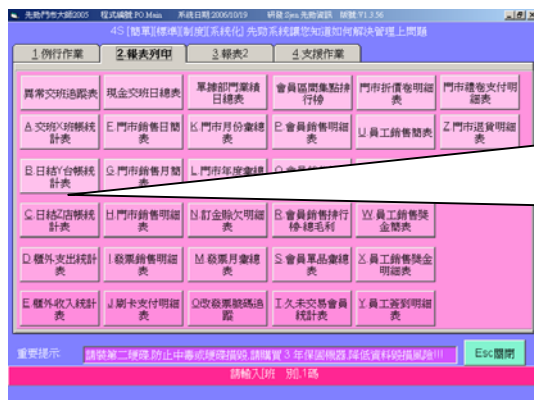 先勁門市大師2005 程式編號:PO.Main 系統日期:2006/10/19 研發:Syn.先勁資訊 版號:V1.3.56
4S [簡單][標準][制度][系統化] 先勁系統讓您知道如何解決管理上問題
1.例行作業 2.報表列印 3.報表2 4.支援作業
異常交班追蹤表 現金交班日總表 單據部門業績日總表 會員區間集點排行榜 門市折價卷明細表 門市禮卷支付明細表
A.交班X班帳統計表 F.門市銷售日簡表 K.門市月份彙總表 P.會員銷售明細表 U.員工銷售簡表 Z.門市退貨明細表
B.日結Y台帳統計表 G.門市銷售月簡表 L.門市年度彙總
C.日結Z店帳統計表 H.門市銷售明細表 N.訂金賒欠明細表 R.會員銷售排行榜-總毛利 W.員工銷售獎金簡表
D.櫃外支出統計表 I.發票銷售明細表 M.發票月彙總表 S.會員單品彙總表 X.員工銷售獎金明細表
E.櫃外收入統計表 J.刷卡支付明細表 O.收發票脫碼追蹤 T.久未交易會員統計表 Y.員工簽到明細表
重要提示: 請裝第二硬碟,防止中毒或硬碟損毀,請購買3年保固機器,降低資料毀損風險!!! Esc關閉
請輸入[班 別],1碼